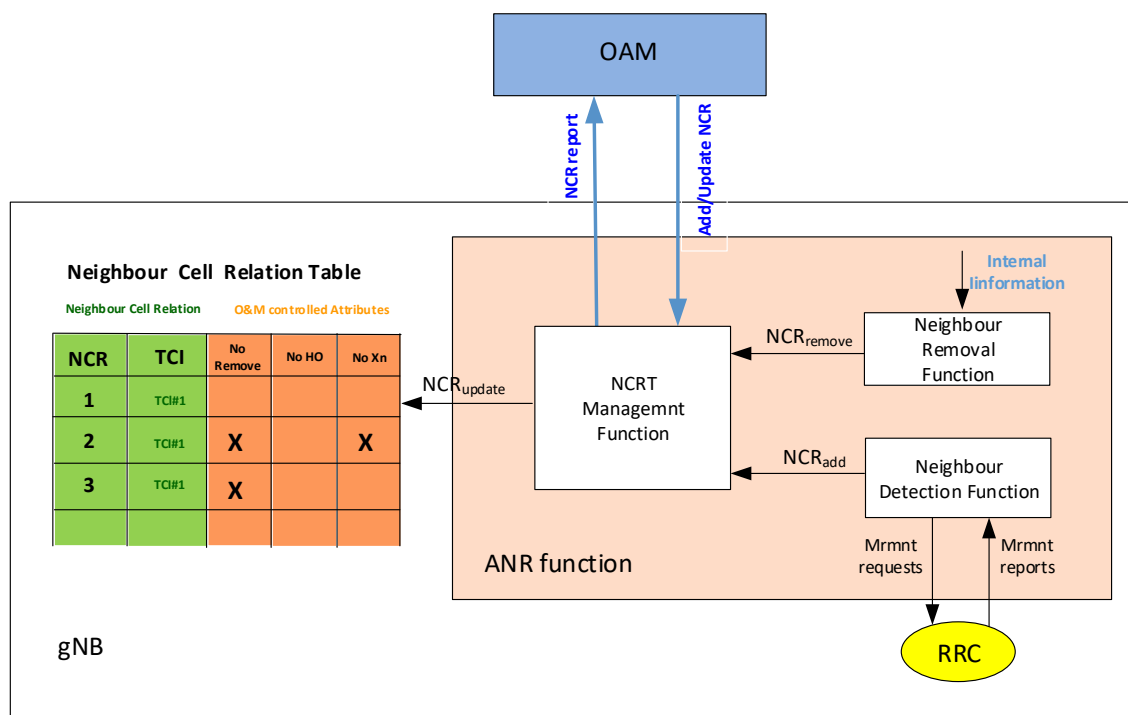 OAM
NCR report
Add/Update NCR
Neighbour Cell Relation Table
Neighbour Cell Relation
O&M controlled Attributes
NCR
TCI
No
Remove
No HO
No Xn
1
TCI#1
2
TCI#1
X
X
3
TCI#1
X
NCRupdate
NCRT
Managemnt
Function
NCRremove
NCRadd
Internal
Iinformation
Neighbour
Removal
Function
Neighbour
Detection Function
Mrmnt
requests
Mrmnt
reports
ANR function
RRC
gNB